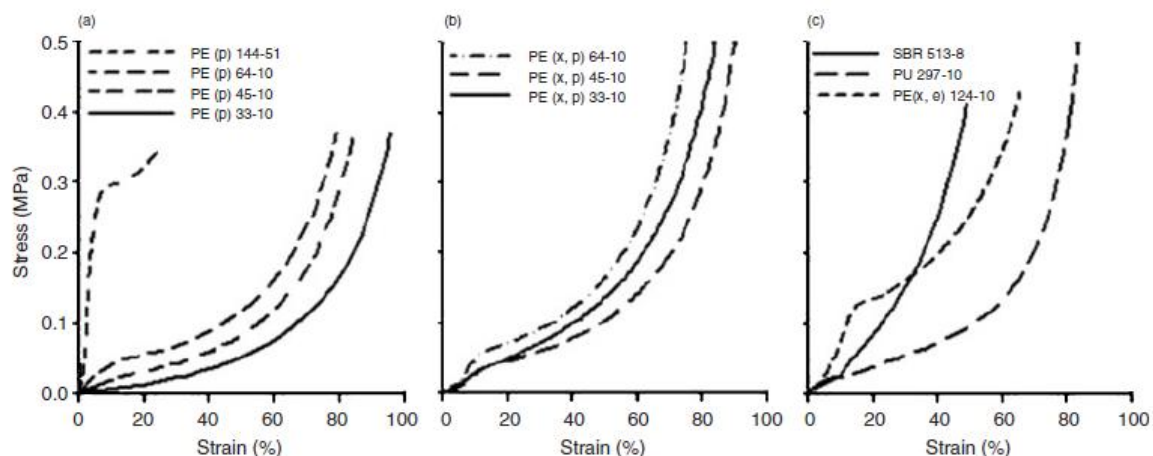 (a)
PE (p) 144-51
PE (p) 64-10
PE (p) 45-10
PE (p) 33-10
0.5
0.4
0.3
0.2
0.1
0.0
Stress (MPa)
0 20 40 60 80 100
Strain (%)
(b)
PE (x, p) 64-10
PE (x, p) 45-10
PE (x, p) 33-10
0 20 40 60 80 100
Strain (%)
(c)
SBR 513-8
PU 297-10
PE(x, e) 124-10
0 20 40 60 80 100
Strain (%)